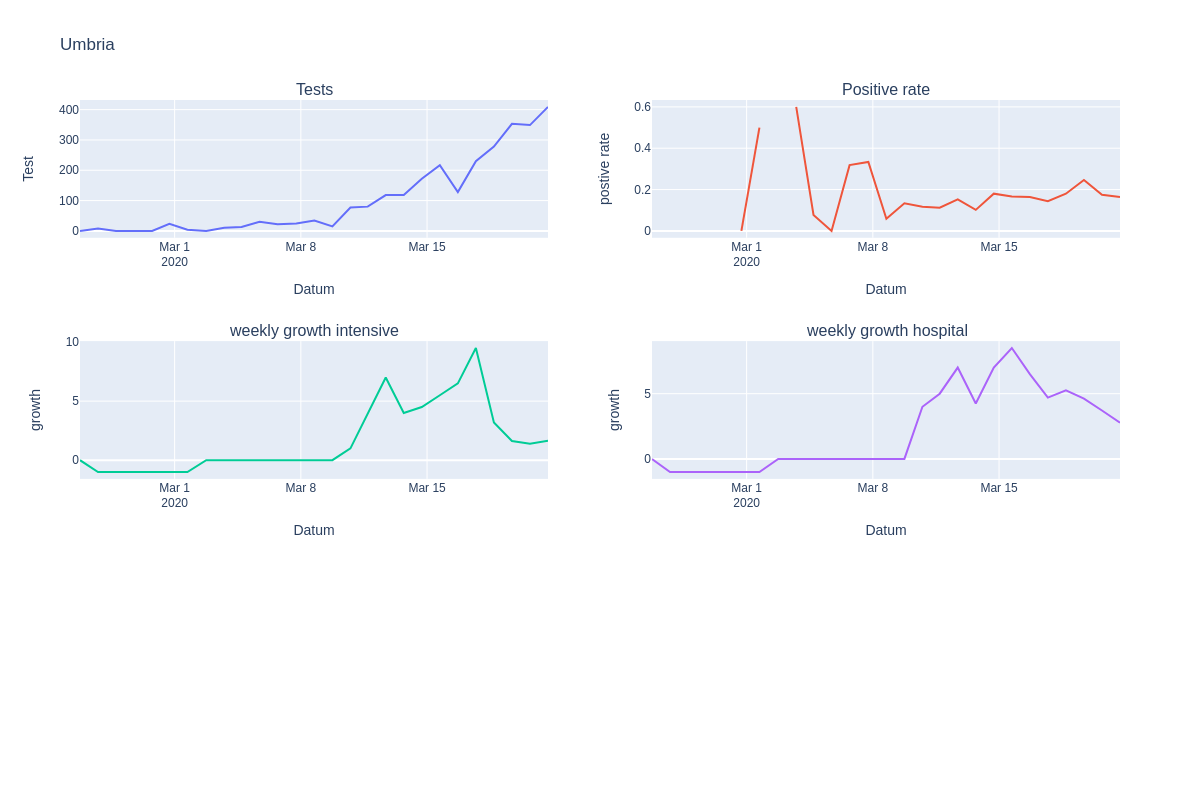 Umbria
Tests
Test
400
300
200
100
0
Mar 1
2020
Mar 8
Mar 15
Datum
Positive rate
postive rate
0.6
0.4
0.2
0
Mar 1
2020
Mar 8
Mar 15
Datum
weekly growth intensive
growth
10
5
0
Mar 1
2020
Mar 8
Mar 15
Datum
weekly growth hospital
growth
5
0
Mar 1
2020
Mar 8
Mar 15
Datum